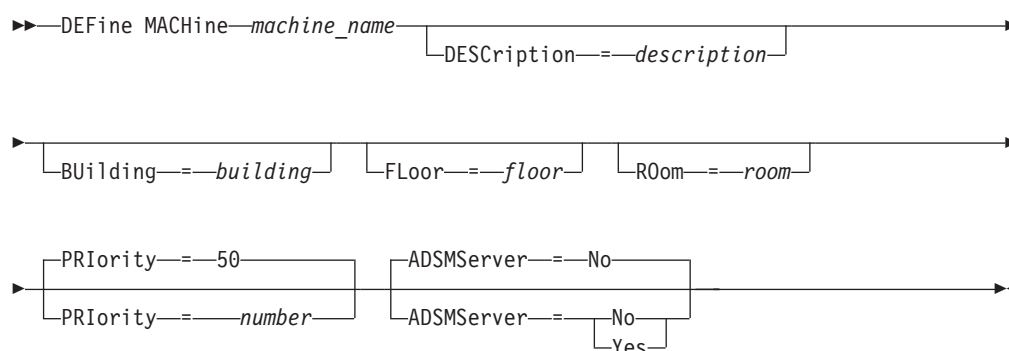 DEFine MACHine machine_name
DESCription = description
BUilding = building FLoor = floor ROom = room
PRIority = 50 ADSMServer = No
PRIority = number ADSMServer = No
Yes